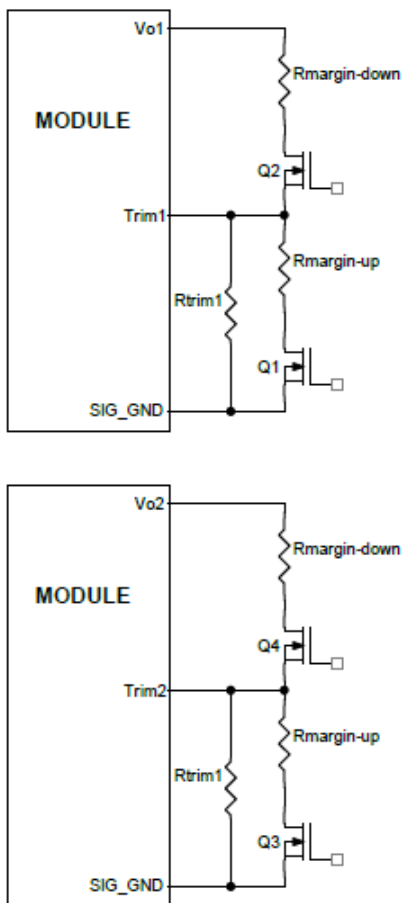 Vo1
Rmargin-down
MODULE
Q2
Trim1
Rmargin-up
Rtrim1
Q1
SIG_GND
Vo2
Rmargin-down
MODULE
Q4
Trim2
Rmargin-up
Rtrim1
Q3
SIG_GND